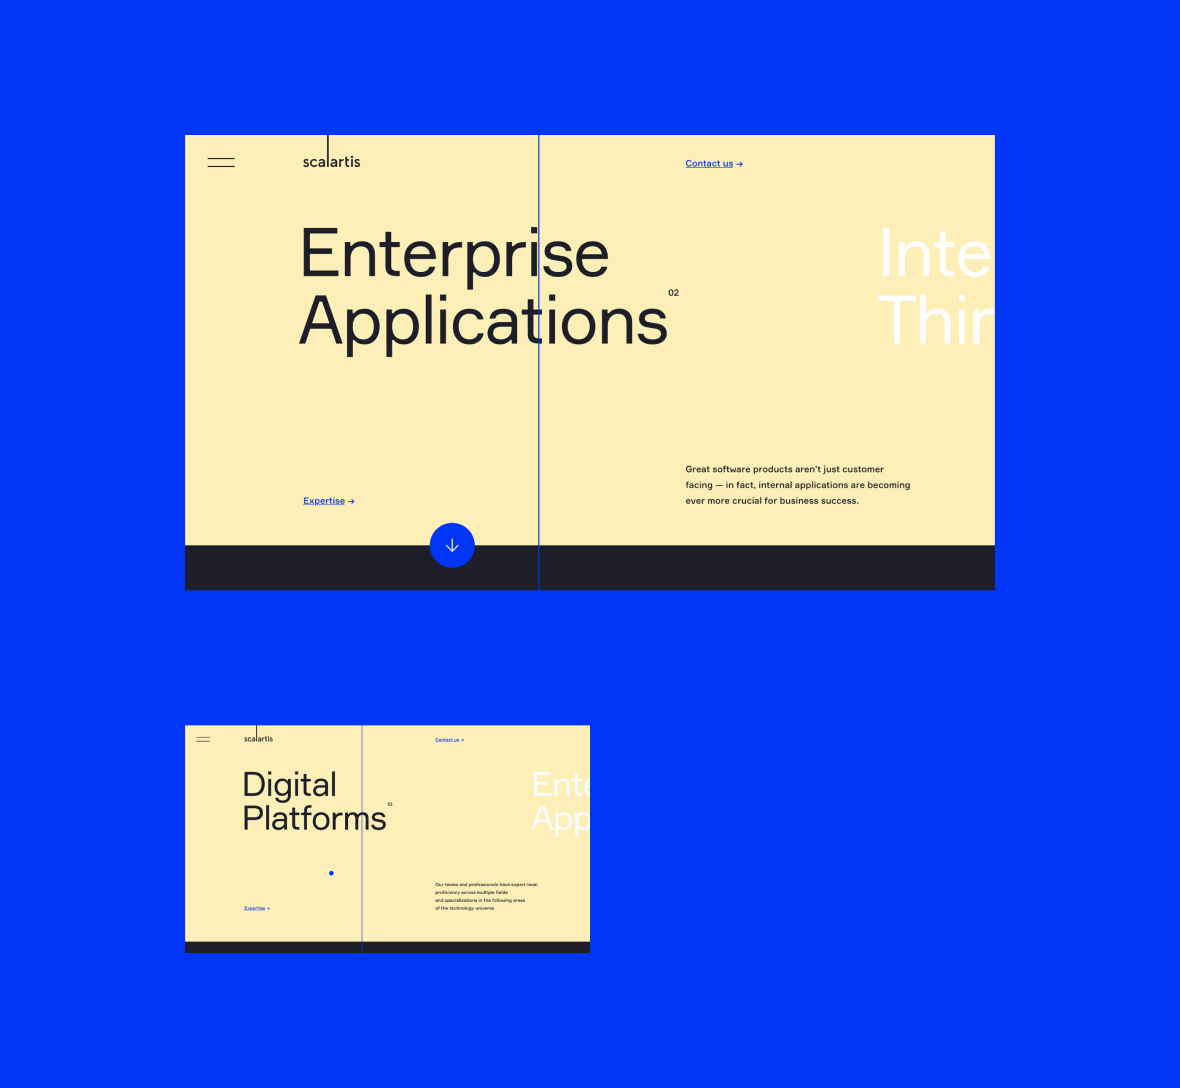 scalartis
Contact us →
Enterprise
Applications 02
Inte
Thin
Great software products aren't just customer
facing — in fact, internal applications are becoming
ever more crucial for business success.
Expertise →
scalartis
Contact us →
Digital
Platforms 01
Ente
App
Our teams and professionals have expert-level
proficiency across multiple fields
and specializations in the following areas
of the technology universe
Expertise →